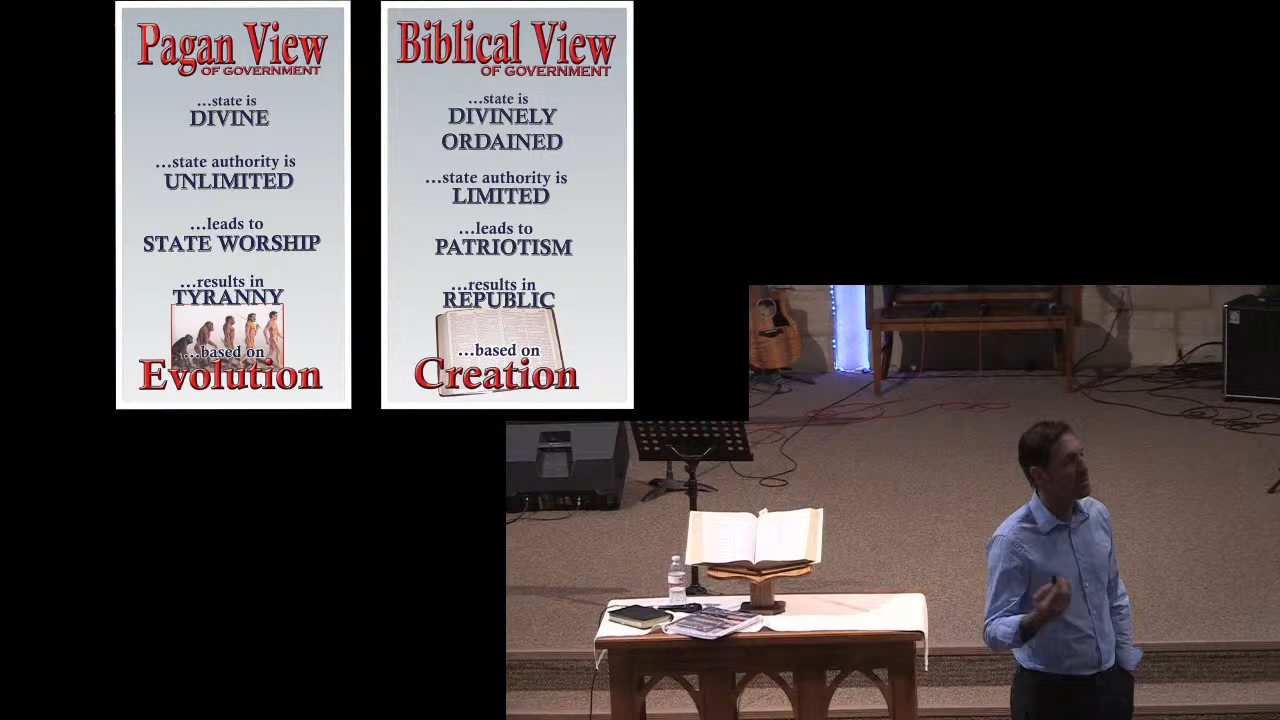 Pagan View
OF GOVERNMENT
...state is
DIVINE
...state authority is
UNLIMITED
...leads to
STATE WORSHIP
...results in
TYRANNY
...based on
Evolution
Biblical View
OF GOVERNMENT
...state is
DIVINELY
ORDAINED
...state authority is
LIMITED
...leads to
PATRIOTISM
...results in
REPUBLIC
...based on
Creation